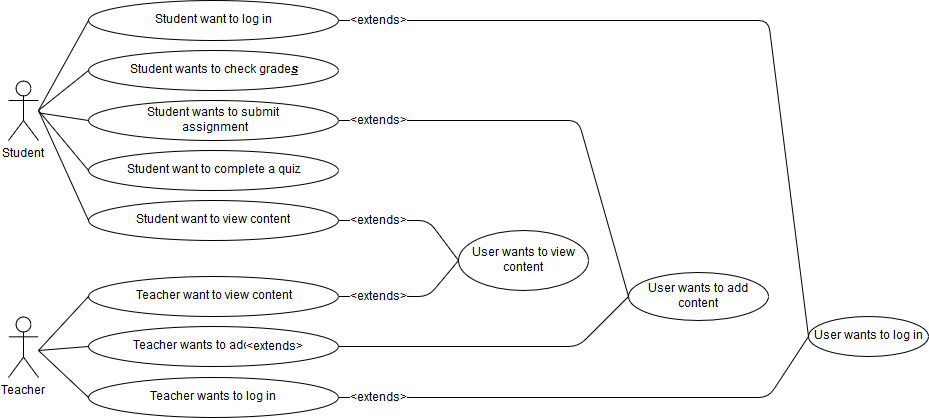 Student want to log in
<extends>
Student wants to check grades
Student wants to submit
assignment
<extends>
Student
Student want to complete a quiz
Student want to view content
<extends>
User wants to view
content
Teacher want to view content
<extends>
User wants to add
content
Teacher wants to
<extends>
User wants to log in
Teacher
Teacher wants to log in
<extends>